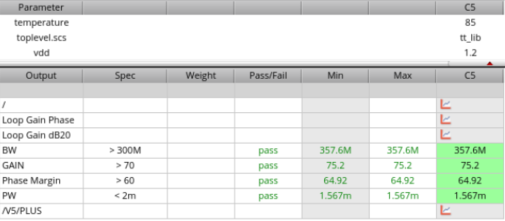 Parameter C5
temperature 85
toplevel.scs tt_lib
vdd 1.2
Output Spec Weight Pass/Fail Min Max C5
/
Loop Gain Phase
Loop Gain dB20
BW > 300M pass 357.6M 357.6M 357.6M
GAIN > 70 pass 75.2 75.2 75.2
Phase Margin > 60 pass 64.92 64.92 64.92
PW < 2m pass 1.567m 1.567m 1.567m
/V5/PLUS